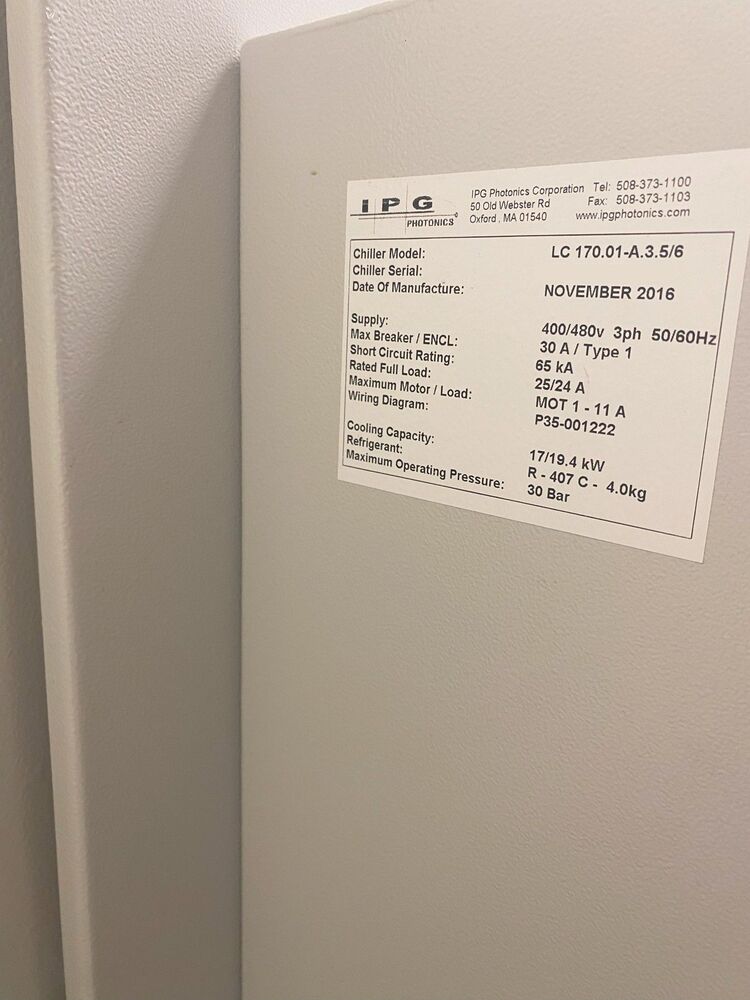 IPG
PHOTONICS
IPG Photonics Corporation Tel: 508-373-1100
50 Old Webster Rd Fax: 508-373-1103
Oxford , MA 01540 www.ipgphotonics.com
Chiller Model: LC 170.01-A.3.5/6
Chiller Serial:
Date Of Manufacture: NOVEMBER 2016
Supply: 400/480v 3ph 50/60Hz
Max Breaker / ENCL: 30 A / Type 1
Short Circuit Rating: 65 kA
Rated Full Load: 25/24 A
Maximum Motor / Load: MOT 1 - 11 A
Wiring Diagram: P35-001222
Cooling Capacity: 17/19.4 kW
Refrigerant: R - 407 C - 4.0kg
Maximum Operating Pressure: 30 Bar